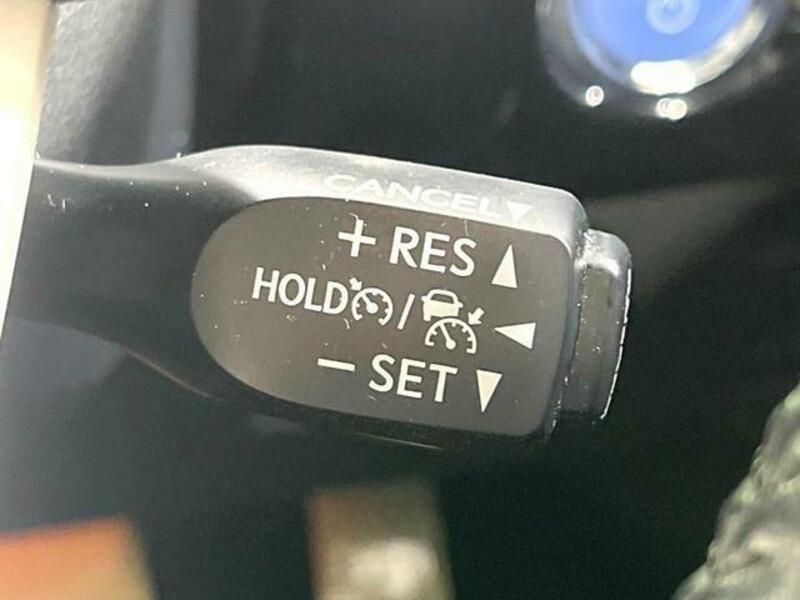 CANCEL
+ RES
HOLD /
- SET